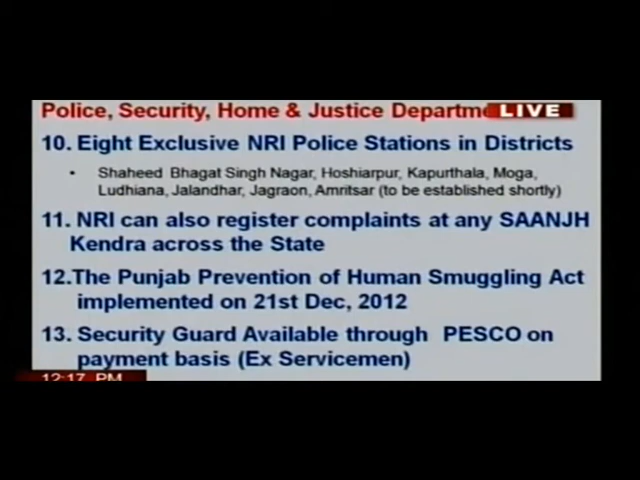 Police, Security, Home & Justice Departme
LIVE
10. Eight Exclusive NRI Police Stations in Districts
• Shaheed Bhagat Singh Nagar, Hoshiarpur, Kapurthala, Moga,
Ludhiana, Jalandhar, Jagraon, Amritsar (to be established shortly)
11. NRI can also register complaints at any SAANJH
Kendra across the State
12.The Punjab Prevention of Human Smuggling Act
implemented on 21st Dec, 2012
13. Security Guard Available through PESCO on
payment basis (Ex Servicemen)
12:17 PM